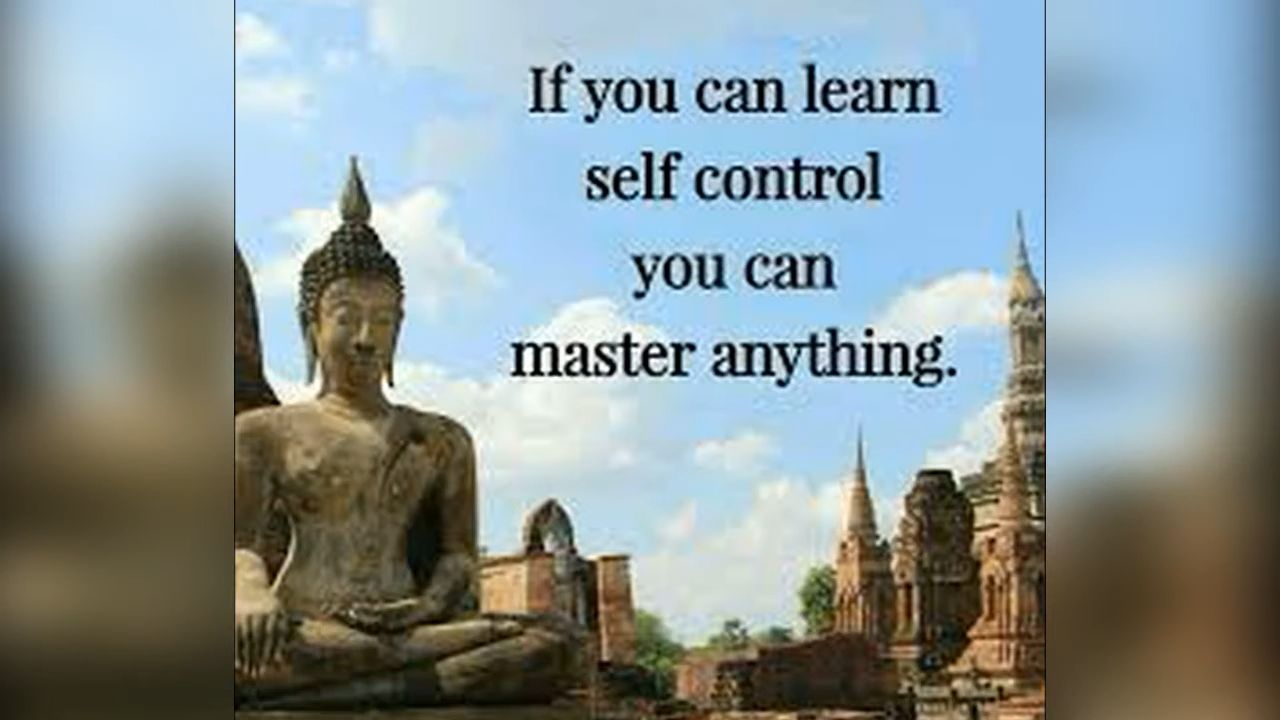 If you can learn
self control
you can
master anything.